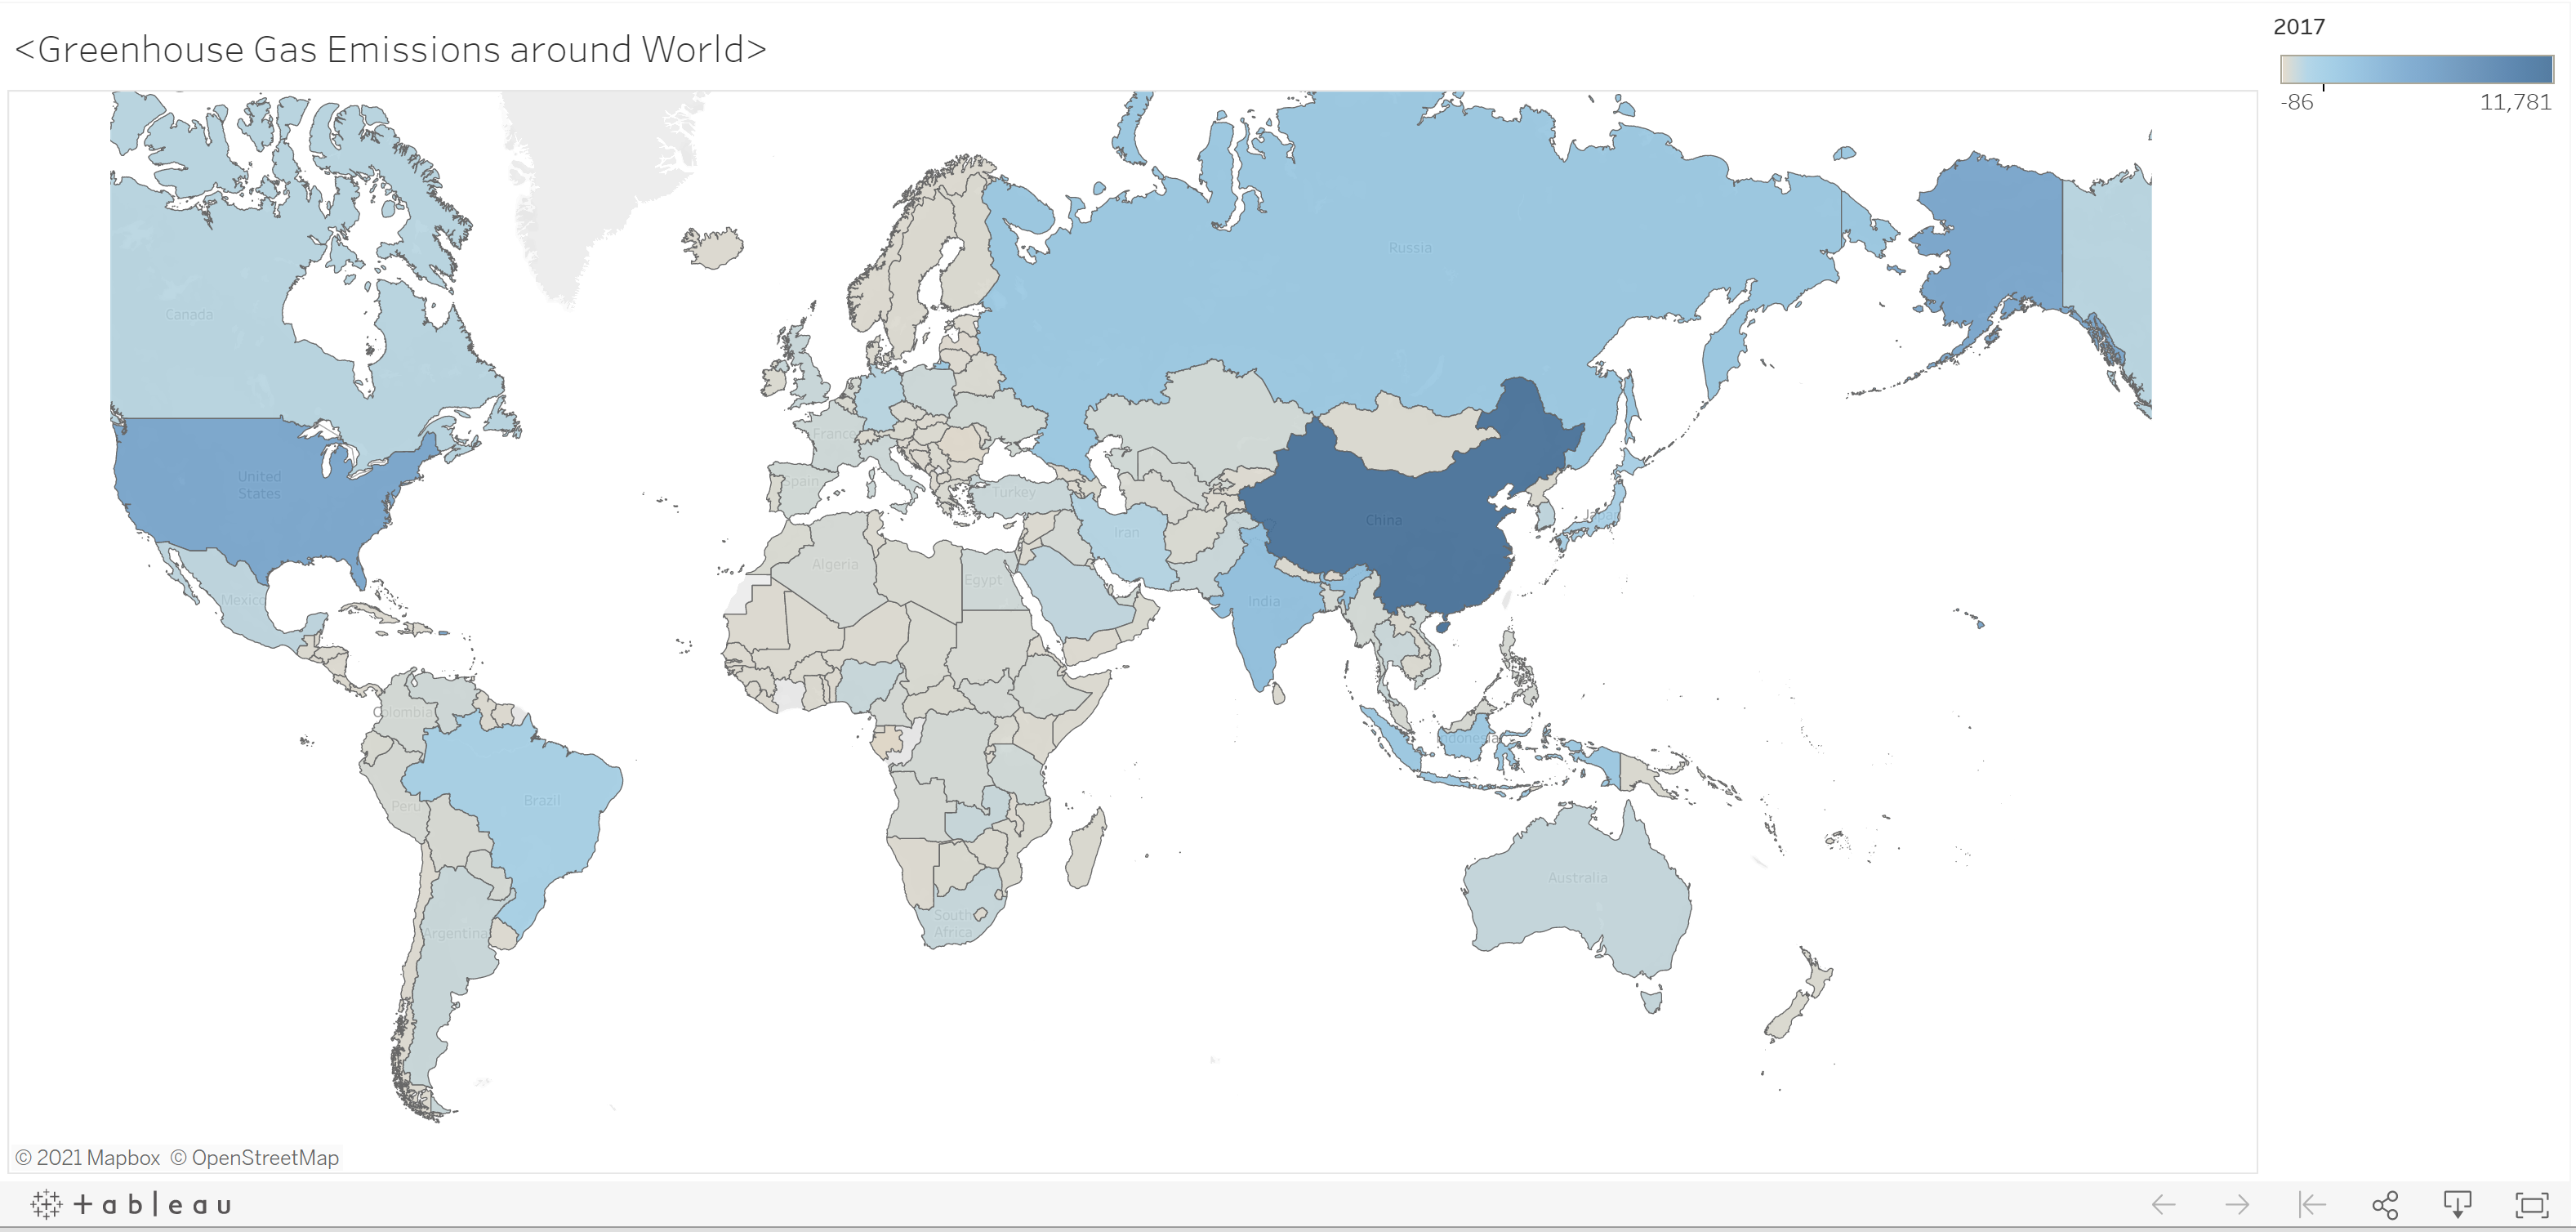 <Greenhouse Gas Emissions around World>
2017
-86 11,781
Russia
Canada
United
States
France
Spain
Turkey
China
Japan
Iran
Algeria
Egypt
Mexico
India
Colombia
Indonesia
Brazil
Peru
Australia
South
Africa
Argentina
© 2021 Mapbox © OpenStreetMap
+ a b l e a u